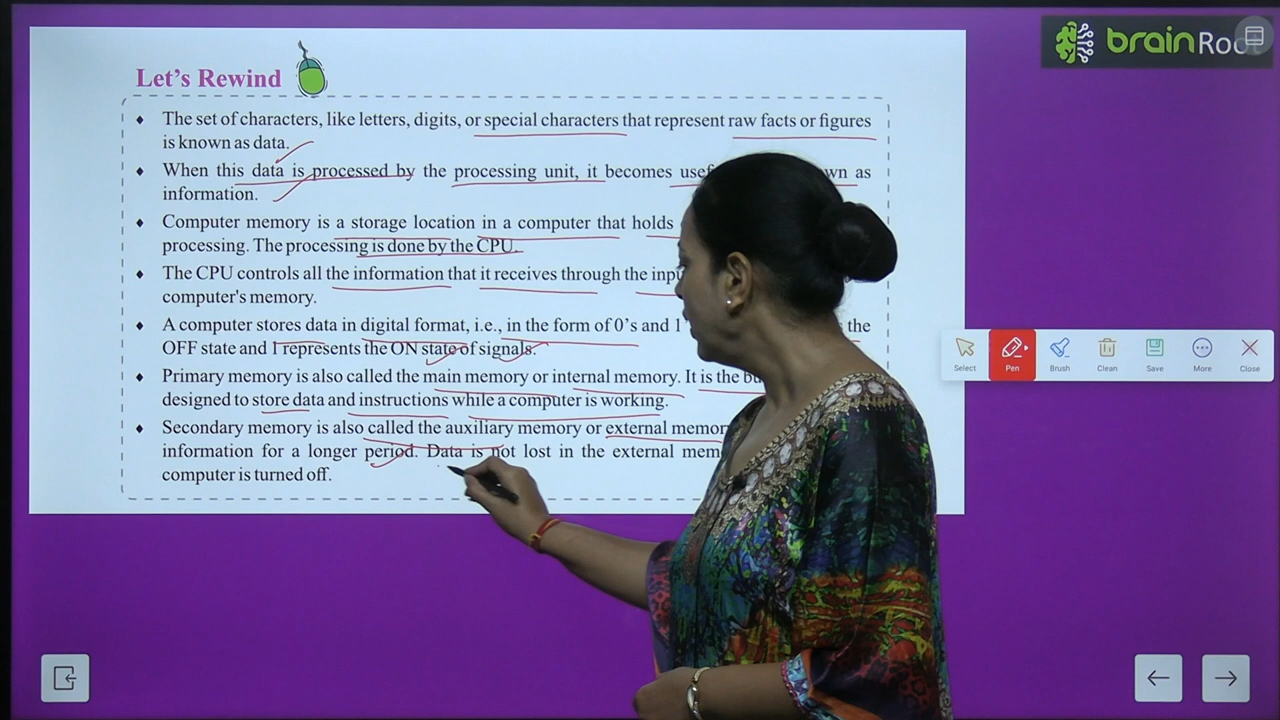 brainRo
Let's Rewind
The set of characters, like letters, digits, or special characters that represent raw facts or figures
is known as data.
When this data is processed by the processing unit, it becomes as
information.
Computer memory is a storage location in a computer that holds
processing. The processing is done by the CPU.
The CPU controls all the information that it receives through the
computer's memory.
A computer stores data in digital format, i.e., in the form of 0's and the
OFF state and 1 represents the ON state of signals.
Primary memory is also called the main memory or internal memory. It is the
designed to store data and instructions while a computer is working.
Secondary memory is also called the auxiliary memory or external
information for a longer period. Data is not lost in the external
computer is turned off.
Select Pen Brush Clean Save More Close